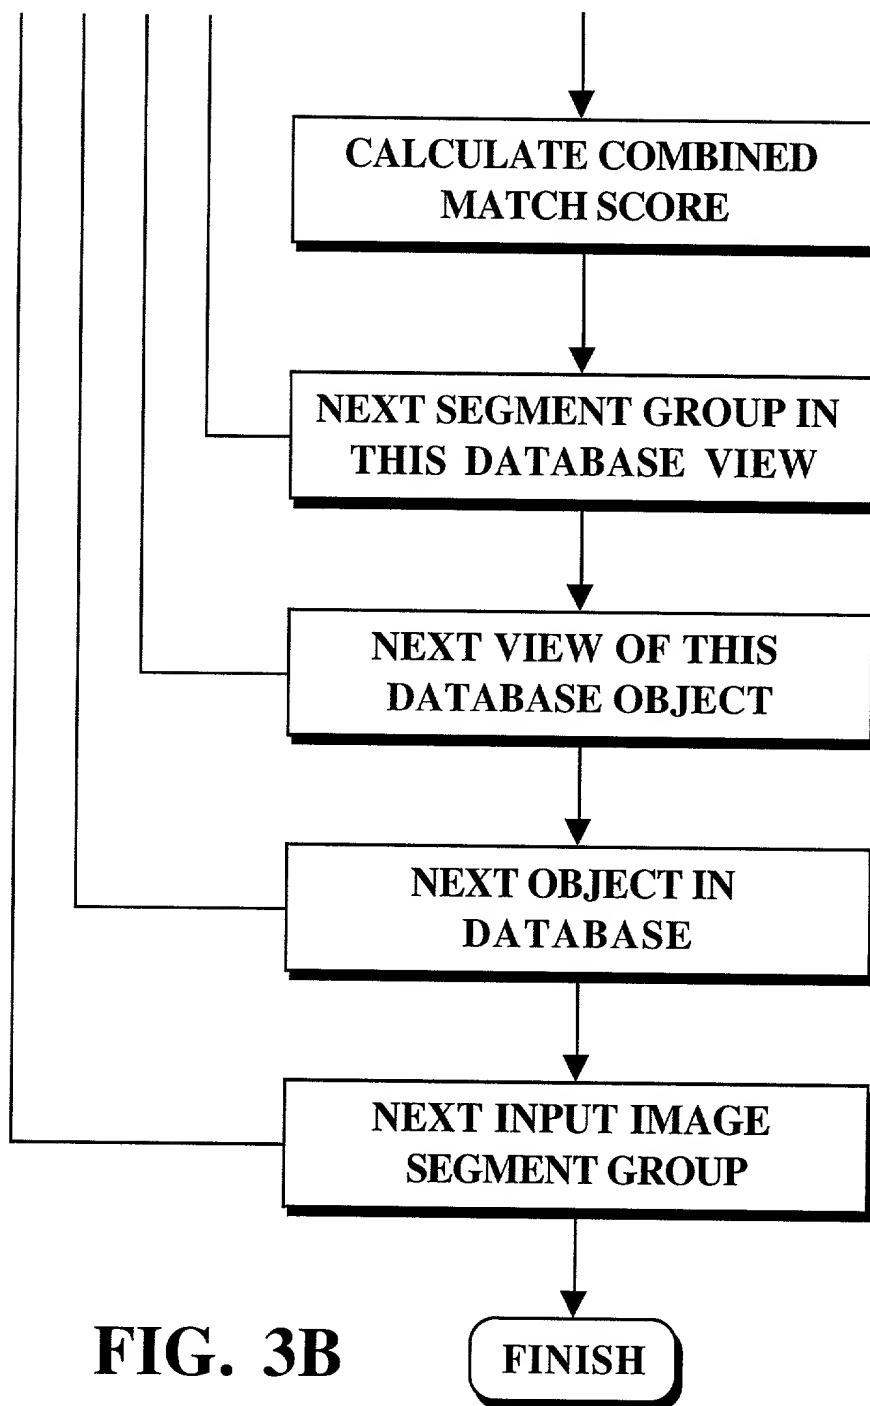 CALCULATE COMBINED
MATCH SCORE
NEXT SEGMENT GROUP IN
THIS DATABASE VIEW
NEXT VIEW OF THIS
DATABASE OBJECT
NEXT OBJECT IN
DATABASE
NEXT INPUT IMAGE
SEGMENT GROUP
FINISH
FIG. 3B